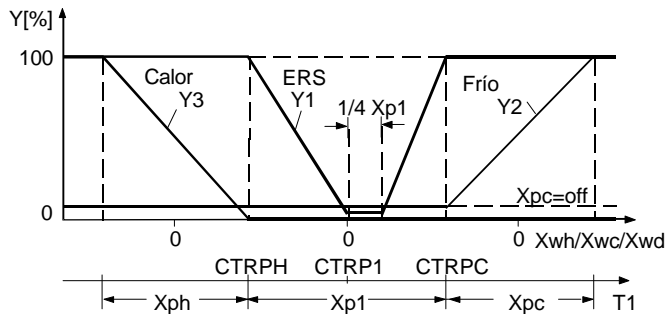 Y[%]
100
Calor
Y3
ERS
Y1
1/4 Xp1
Frío
Y2
Xpc=off
0
0 0 0 Xwh/Xwc/Xwd
CTRPH CTRP1 CTRPC
Xph Xp1 Xpc T1